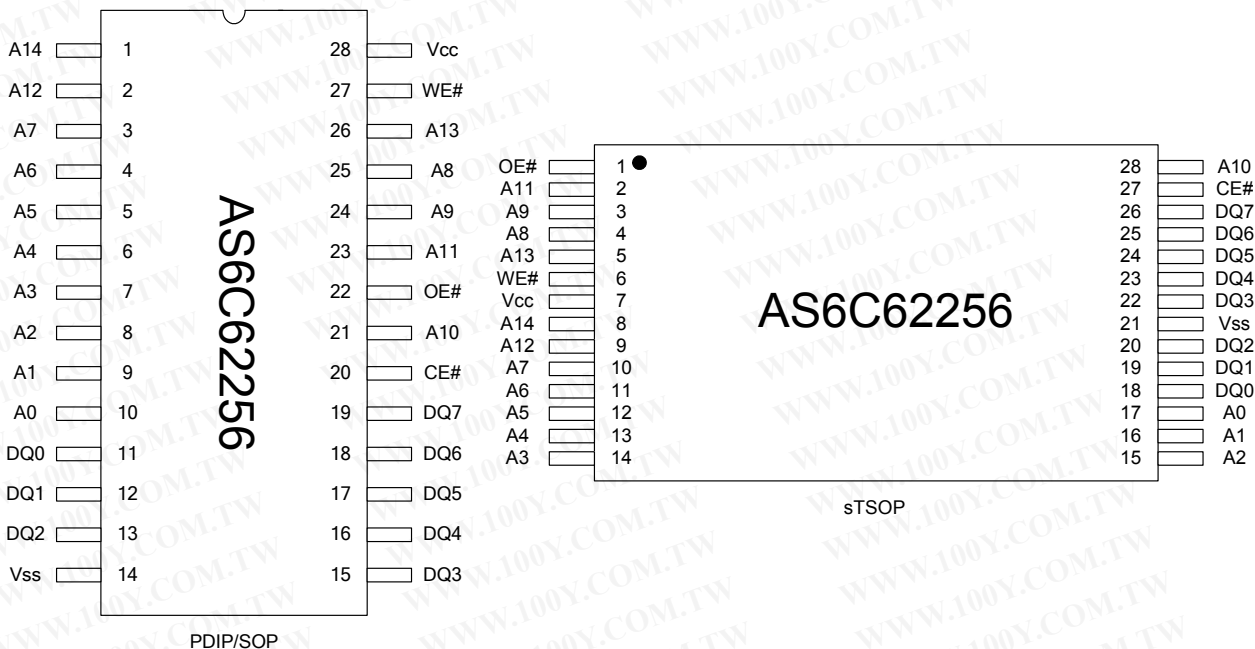 A14 1 28 Vcc
A12 2 27 WE#
A7 3 26 A13
A6 4 25 A8
A5 5 24 A9
A4 6 23 A11
A3 7 22 OE#
A2 8 21 A10
A1 9 20 CE#
A0 10 19 DQ7
DQ0 11 18 DQ6
DQ1 12 17 DQ5
DQ2 13 16 DQ4
Vss 14 15 DQ3
AS6C62256
PDIP/SOP
OE# 1 28 A10
A11 2 27 CE#
A9 3 26 DQ7
A8 4 25 DQ6
A13 5 24 DQ5
WE# 6 23 DQ4
Vcc 7 22 DQ3
A14 8 21 Vss
A12 9 20 DQ2
A7 10 19 DQ1
A6 11 18 DQ0
A5 12 17 A0
A4 13 16 A1
A3 14 15 A2
AS6C62256
sTSOP
WWW.100Y.COM.TW